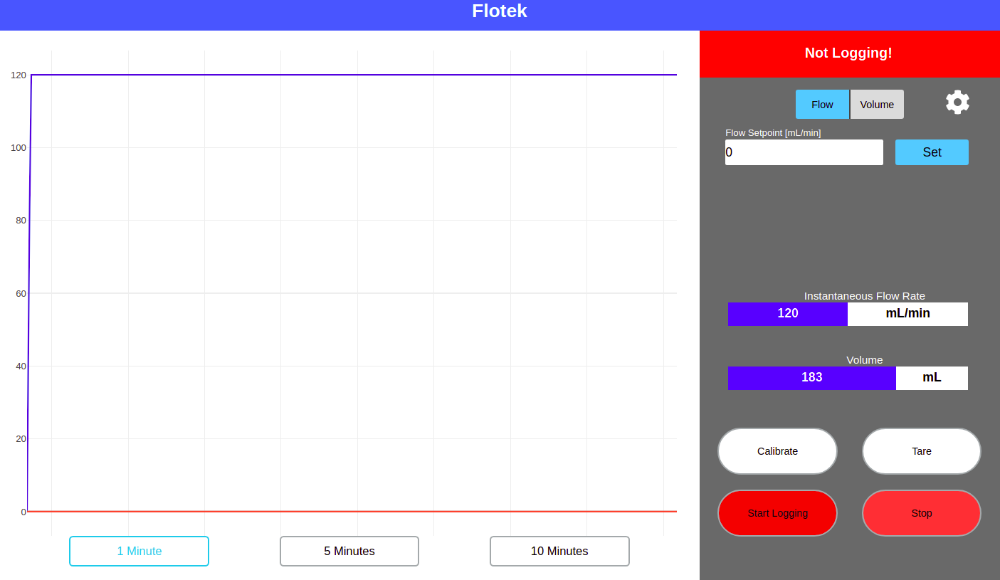 Flotek
120
100
80
60
40
20
0
1 Minute
5 Minutes
10 Minutes
Not Logging!
Flow
Volume
Flow Setpoint [mL/min]
0
Set
Instantaneous Flow Rate
120
mL/min
Volume
183
mL
Calibrate
Tare
Start Logging
Stop